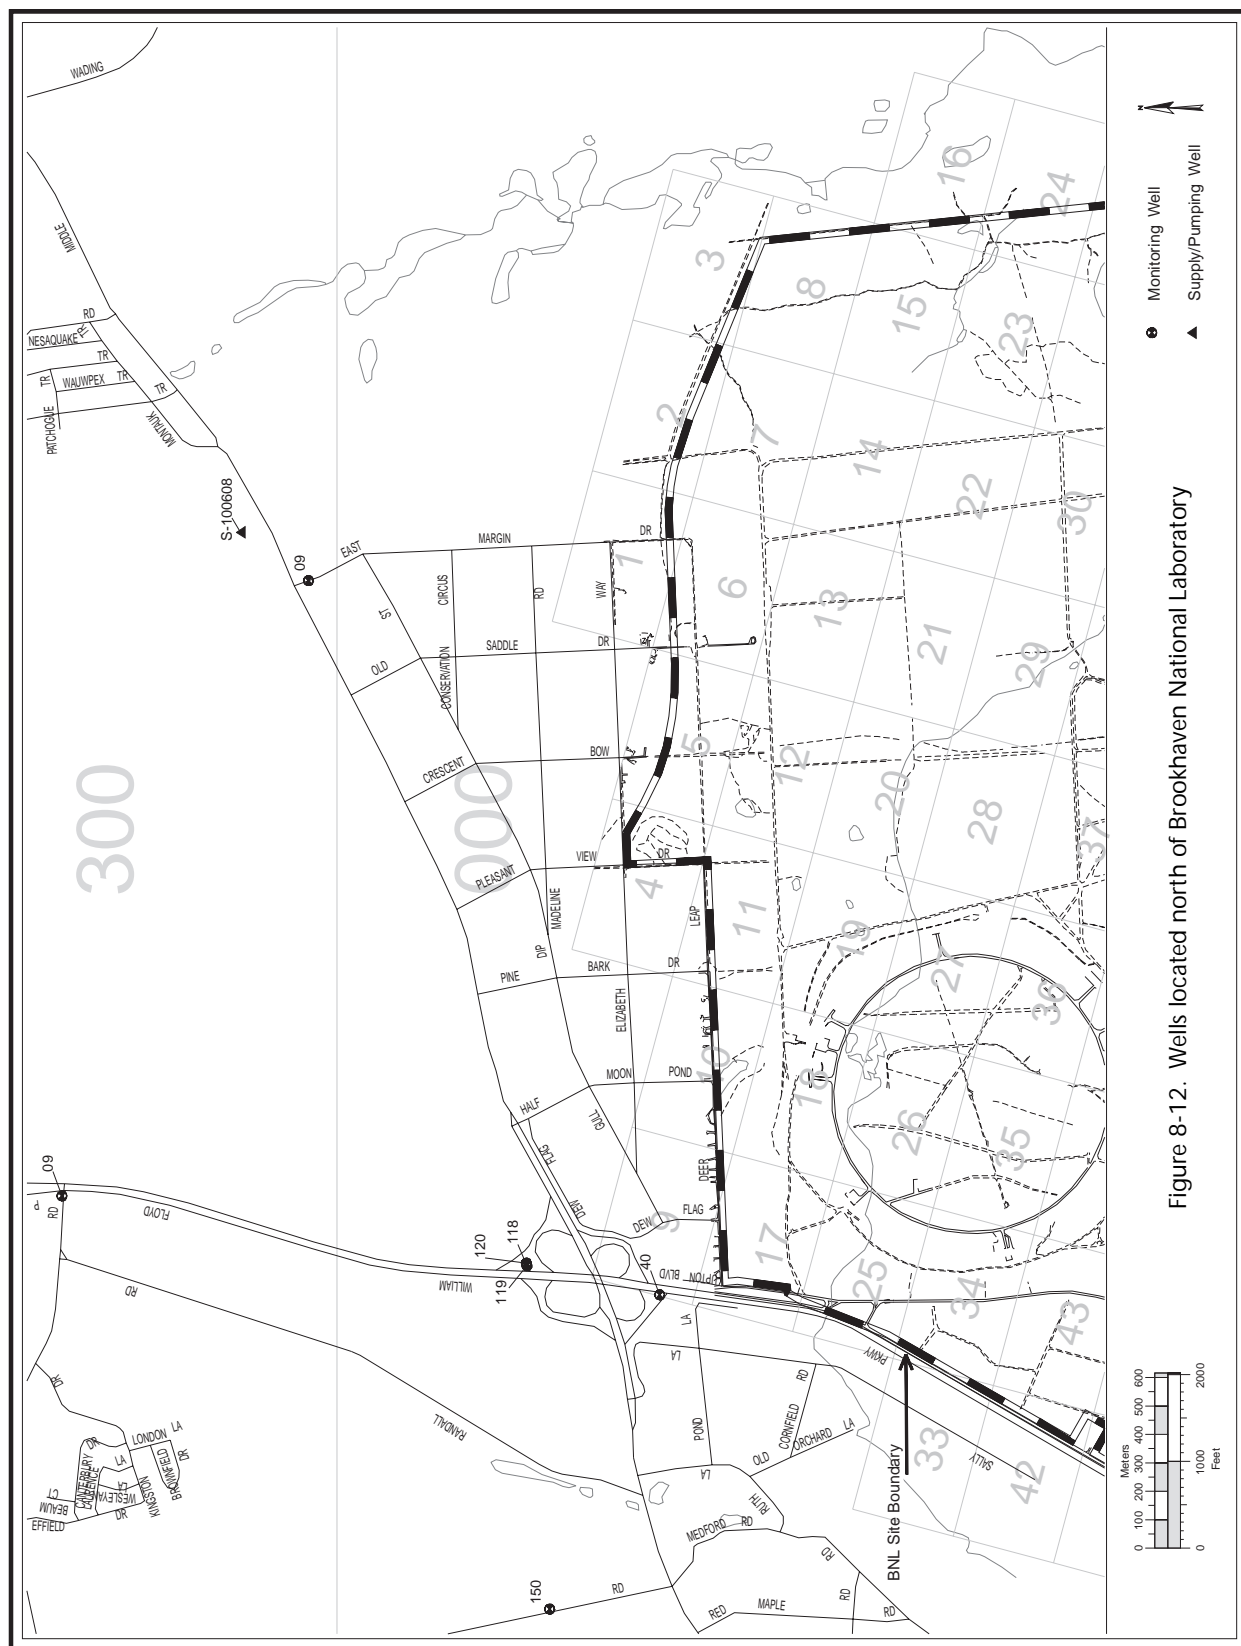 WADING
MIDDLE
RD
NESAQUAKE
TR
TR
TR
WAUWPEX
TR
TR
PATCHOGUE
MONTAUK
S-100608
09
EAST
MARGIN
DR
ST
CIRCUS
RD
WAY
OLD
CONSERVATION
SADDLE
DR
CRESCENT
BOW
300
000
PLEASANT
VIEW
DR
MADELINE
LEAP
DIP
PINE
BARK
DR
ELIZABETH
MOON
POND
HALF
GULL
FLAG
DEER
DEW
DEW
FLAG
09
RD
FLOYD
120
118
119
40
WILLIAM
UPTON BLVD
RD
RANDALL
DR
LONDON LA
DR
CANTERBURY
LAURENCE
LA
LA
WESLEYAN
CT
BEAUM
EFFIELD
DR
KINGSTON
BROWNFIELD
DR
LA
LA
POND
LA
PKWY
RD
CORNFIELD
OLD
ORCHARD
LA
SALLY
RUTH
MEDFORD
RD
RD
150
RD
RED
MAPLE
RD
RD
BNL Site Boundary
1
2
3
4
5
6
7
8
9
10
11
12
13
14
15
16
17
18
19
20
21
22
23
24
25
26
27
28
29
30
33
34
35
36
37
42
43
N
Monitoring Well
Supply/Pumping Well
Meters
0 100 200 300 400 500 600
0 1000 2000
Feet
Figure 8-12. Wells located north of Brookhaven National Laboratory